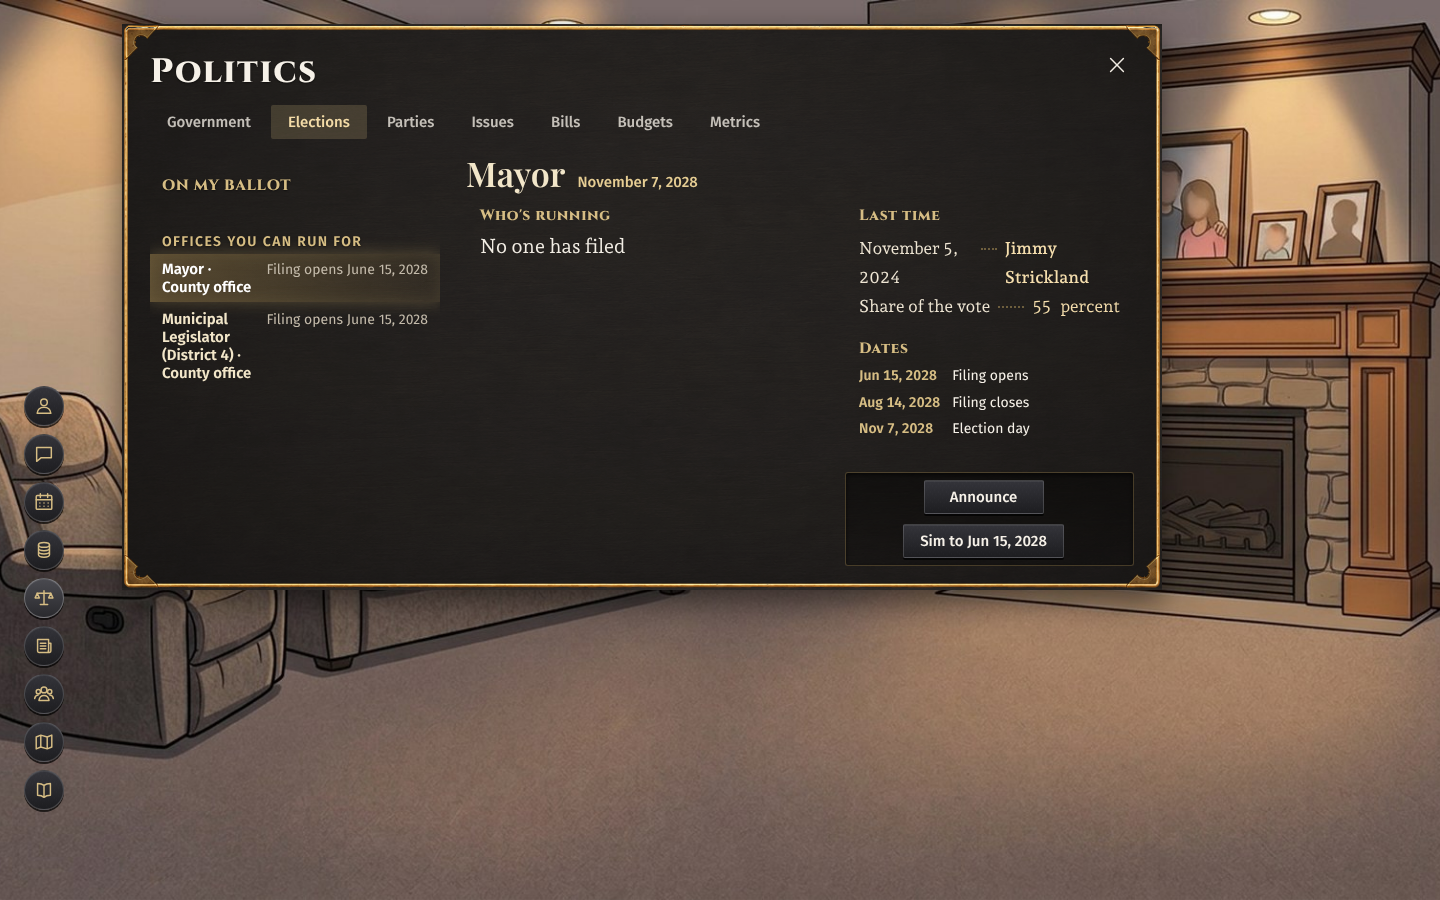 Politics
Government Elections Parties Issues Bills Budgets Metrics
On my ballot
OFFICES YOU CAN RUN FOR
Mayor · Filing opens June 15, 2028
County office
Municipal Filing opens June 15, 2028
Legislator
(District 4) ·
County office
Mayor November 7, 2028
Who's running
No one has filed
Last time
November 5, ···· Jimmy
2024 Strickland
Share of the vote ······· 55 percent
Dates
Jun 15, 2028 Filing opens
Aug 14, 2028 Filing closes
Nov 7, 2028 Election day
Announce
Sim to Jun 15, 2028